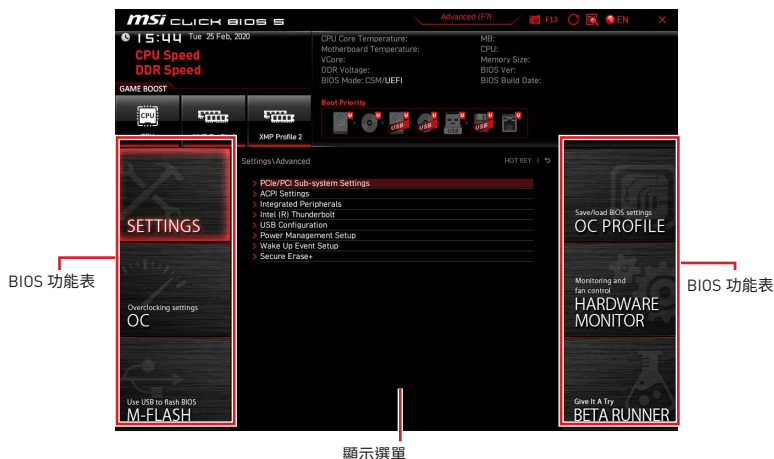 msi CLICK BIOS 5
Advanced (F7)
F12
EN
15:44 Tue 25 Feb, 2020
CPU Speed
DDR Speed
CPU Core Temperature:
Motherboard Temperature:
VCore:
DDR Voltage:
BIOS Mode: CSM/UEFI
MB:
CPU:
Memory Size:
BIOS Ver:
BIOS Build Date:
GAME BOOST
CPU
XMP Profile 2
Boot Priority
U U U U U U U
USB USB USB USB
SETTINGS
Overclocking settings
OC
Use USB to flash BIOS
M-FLASH
Settings\Advanced
HOT KEY
> PCIe/PCI Sub-system Settings
> ACPI Settings
> Integrated Peripherals
> Intel (R) Thunderbolt
> USB Configuration
> Power Management Setup
> Wake Up Event Setup
> Secure Erase+
Save/load BIOS settings
OC PROFILE
Monitoring and
fan control
HARDWARE
MONITOR
Give It A Try
BETA RUNNER
BIOS 功能表
BIOS 功能表
顯示選單